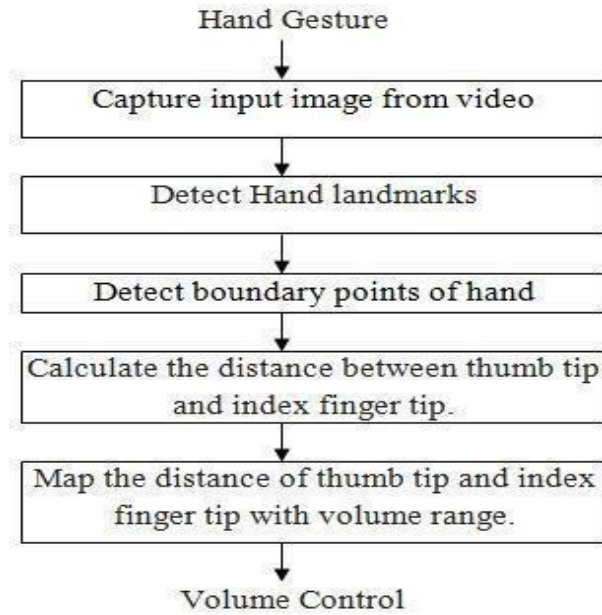 Hand Gesture
Capture input image from video
Detect Hand landmarks
Detect boundary points of hand
Calculate the distance between thumb tip
and index finger tip.
Map the distance of thumb tip and index
finger tip with volume range.
Volume Control